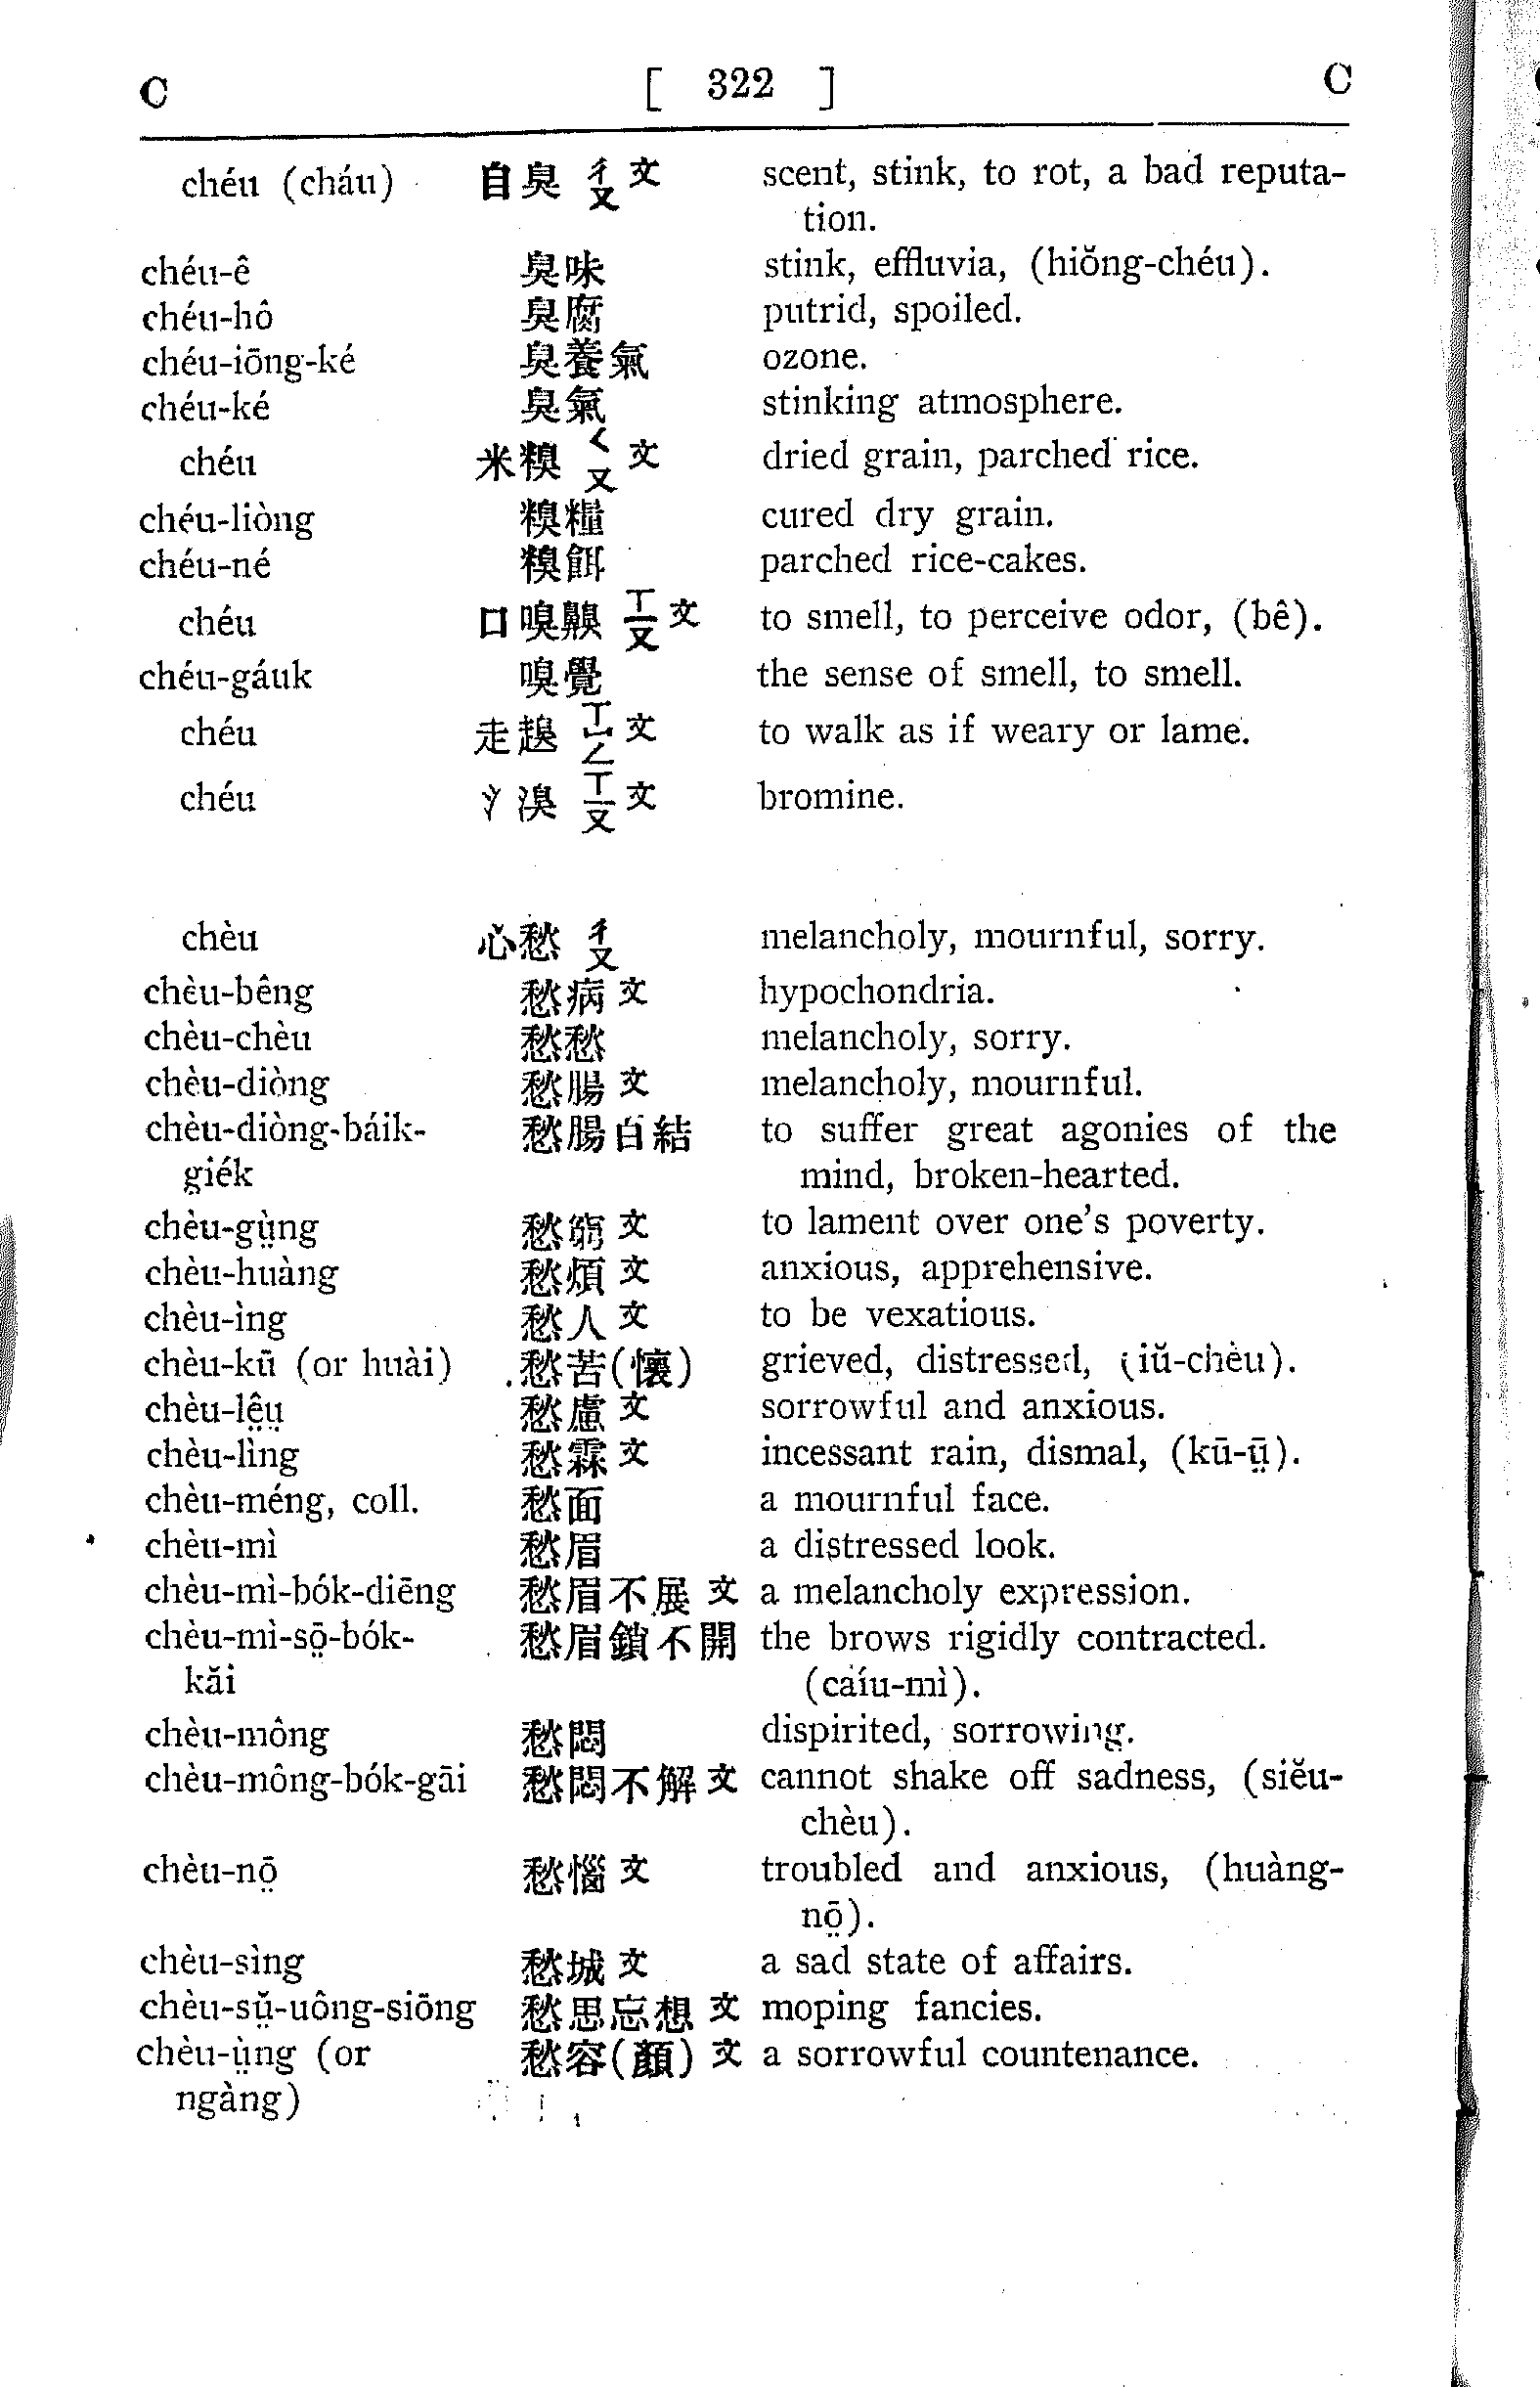 C [ 322 ] C
chéu (cháu) 自臭 ㄔㄡ 文 scent, stink, to rot, a bad reputa-
tion.
chéu-ê 臭味 stink, effluvia, (hiŏng-chéu).
chéu-hô 臭腐 putrid, spoiled.
chéu-iōng-ké 臭養氣 ozone.
chéu-ké 臭氣 stinking atmosphere.
chéu 米糗 ㄑㄡ 文 dried grain, parched rice.
chéu-liòng 糗糧 cured dry grain.
chéu-né 糗餌 parched rice-cakes.
chéu 口嗅齅 ㄒㄧㄡ 文 to smell, to perceive odor, (bê).
chéu-gáuk 嗅覺 the sense of smell, to smell.
chéu 走 ㄒㄩㄥ 文 to walk as if weary or lame.
chéu 氵溴 ㄒㄧㄡ 文 bromine.
chèu 心愁 ㄔㄡ melancholy, mournful, sorry.
chèu-bêng 愁病 文 hypochondria.
chèu-chèu 愁愁 melancholy, sorry.
chèu-diòng 愁腸 文 melancholy, mournful.
chèu-diòng-báik- 愁腸百結 to suffer great agonies of the
giék mind, broken-hearted.
chèu-gṳ̀ng 愁窮 文 to lament over one's poverty.
chèu-huàng 愁煩 文 anxious, apprehensive.
chèu-ìng 愁人 文 to be vexatious.
chèu-kū (or huài) 愁苦(懷) grieved, distressed, (iŭ-chèu).
chèu-lê̤ṳ 愁慮 文 sorrowful and anxious.
chèu-lìng 愁霖 文 incessant rain, dismal, (kū-ṳ̄).
chèu-méng, coll. 愁面 a mournful face.
chèu-mì 愁眉 a distressed look.
chèu-mì-bók-diēng 愁眉不展 文 a melancholy expression.
chèu-mì-sō̤-bók- 愁眉鎖不開 the brows rigidly contracted.
kăi (cáiu-mì).
chèu-mông 愁悶 dispirited, sorrowing.
chèu-mông-bók-gāi 愁悶不解 文 cannot shake off sadness, (siĕu-
chèu).
chèu-nō̤ 愁惱 文 troubled and anxious, (huàng-
nō̤).
chèu-sìng 愁城 文 a sad state of affairs.
chèu-sṳ̆-uông-siōng 愁思忘想 文 moping fancies.
chèu-ṳ̀ng (or 愁容(顏) 文 a sorrowful countenance.
ngàng)